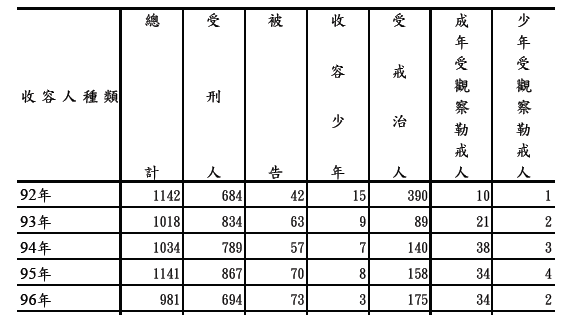 收容人種類 總計 受刑人 被告 收容少年 受戒治人 成年受觀察勒戒人 少年受觀察勒戒人
92年 1142 684 42 15 390 10 1
93年 1018 834 63 9 89 21 2
94年 1034 789 57 7 140 38 3
95年 1141 867 70 8 158 34 4
96年 981 694 73 3 175 34 2